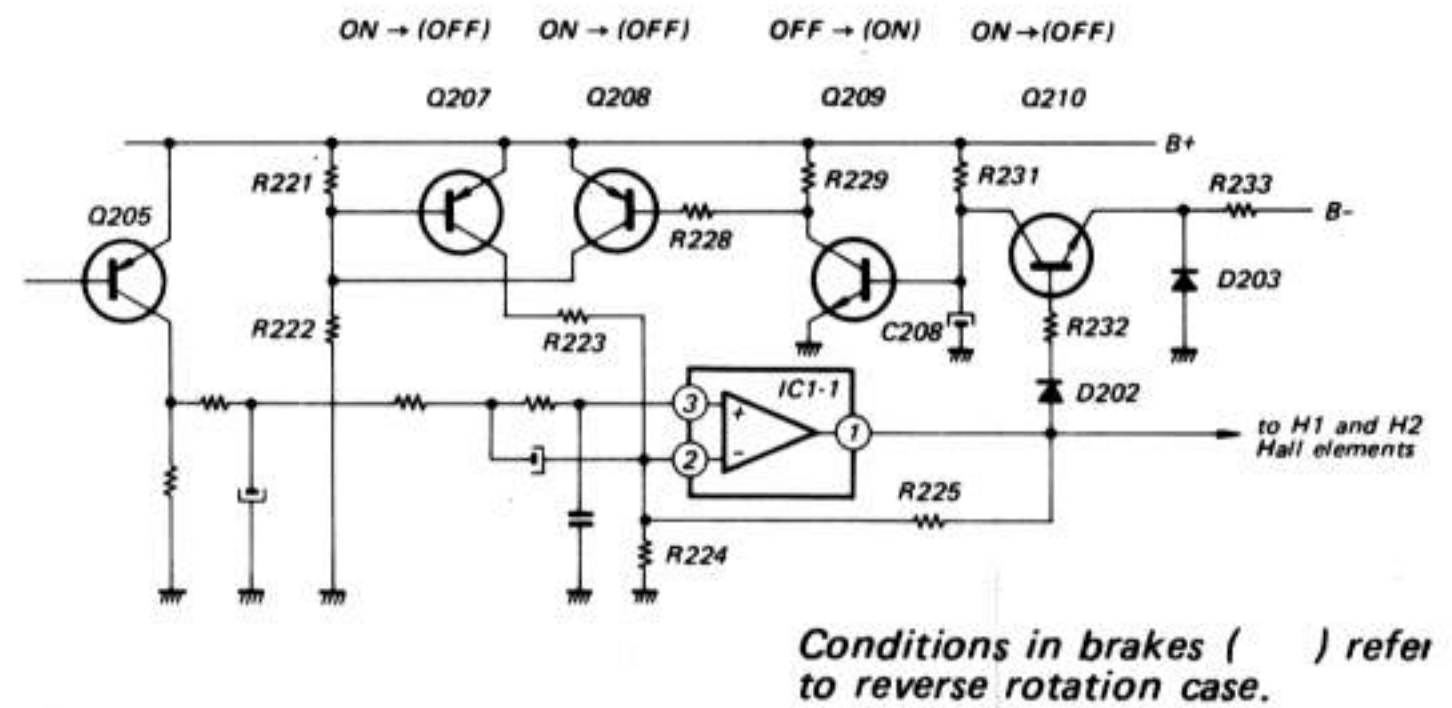 ON → (OFF) ON → (OFF) OFF → (ON) ON →(OFF)
Q207 Q208 Q209 Q210
B+
R221 R229 R231 R233
Q205 B-
R228
D203
R222 R223 C208 R232
IC1-1
3 + D202
1 to H1 and H2
2 - Hall elements
R225
R224
Conditions in brakes ( ) refer
to reverse rotation case.